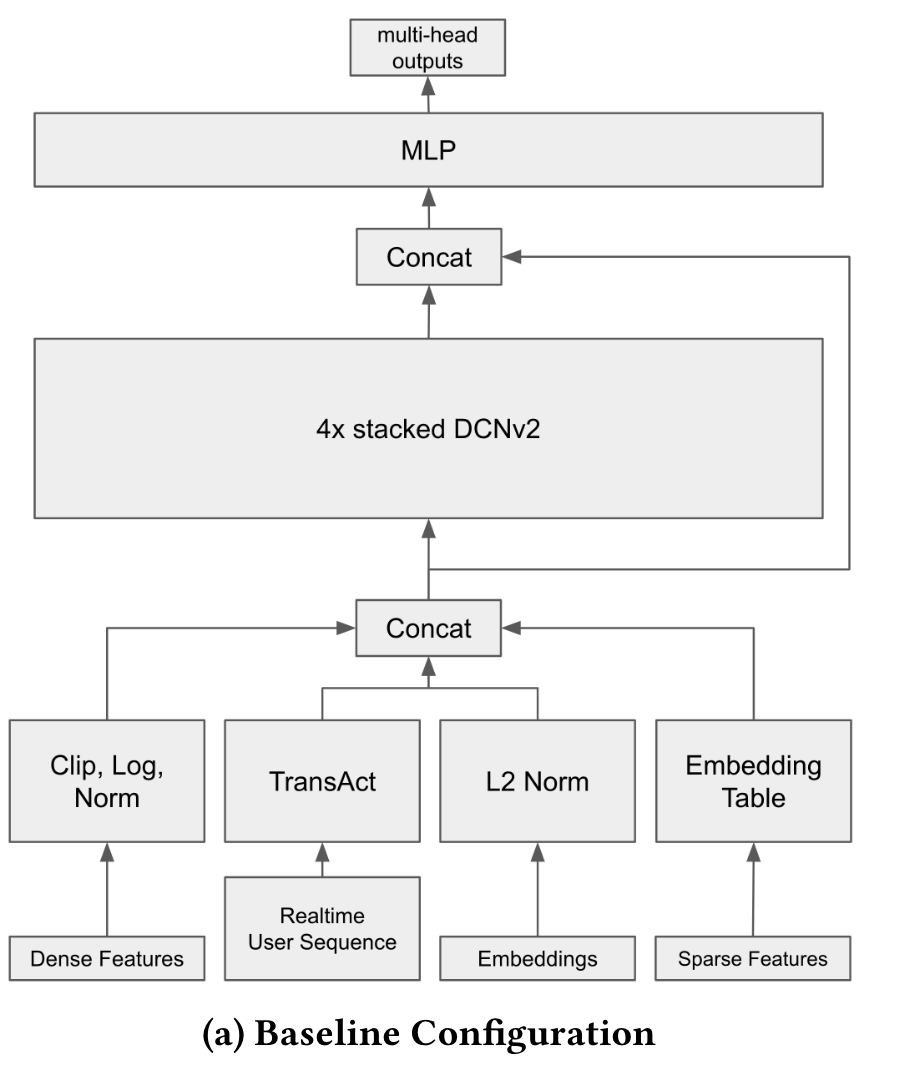 multi-head
outputs
MLP
Concat
4x stacked DCNv2
Concat
Clip, Log,
Norm
TransAct
L2 Norm
Embedding
Table
Realtime
User Sequence
Dense Features
Embeddings
Sparse Features
(a) Baseline Configuration